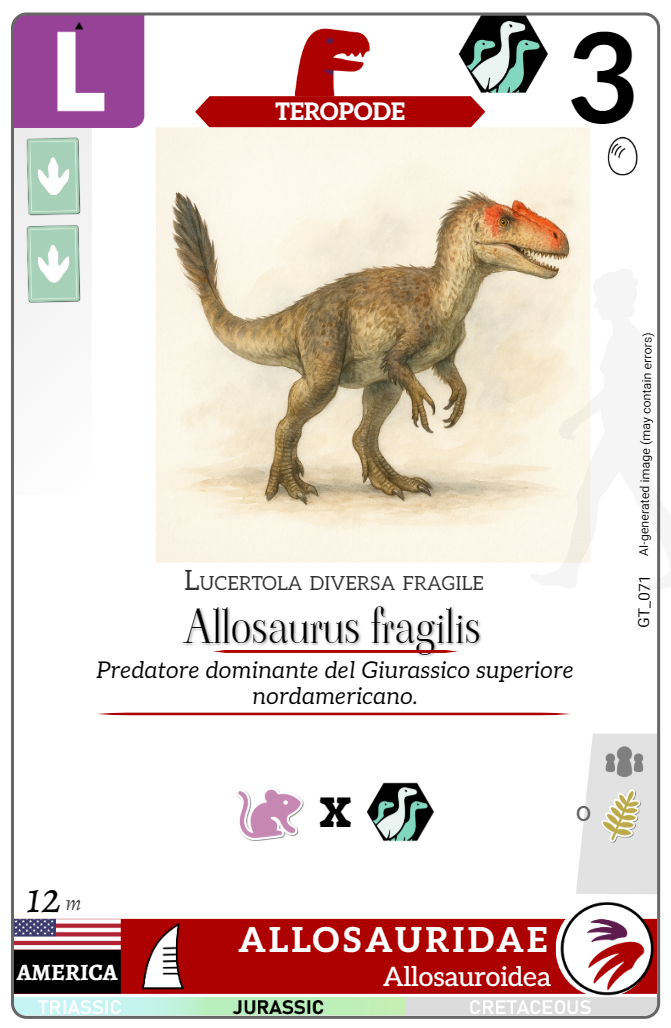 L
3
TEROPODE
AI-generated image (may contain errors)
GT_071
Lucertola diversa fragile
Allosaurus fragilis
Predatore dominante del Giurassico superiore
nordamericano.
X
O
12 m
ALLOSAURIDAE
AMERICA
Allosauroidea
TRIASSIC
JURASSIC
CRETACEOUS